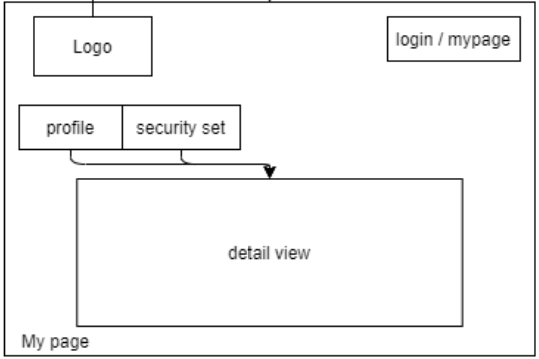 Logo
login / mypage
profile
security set
detail view
My page